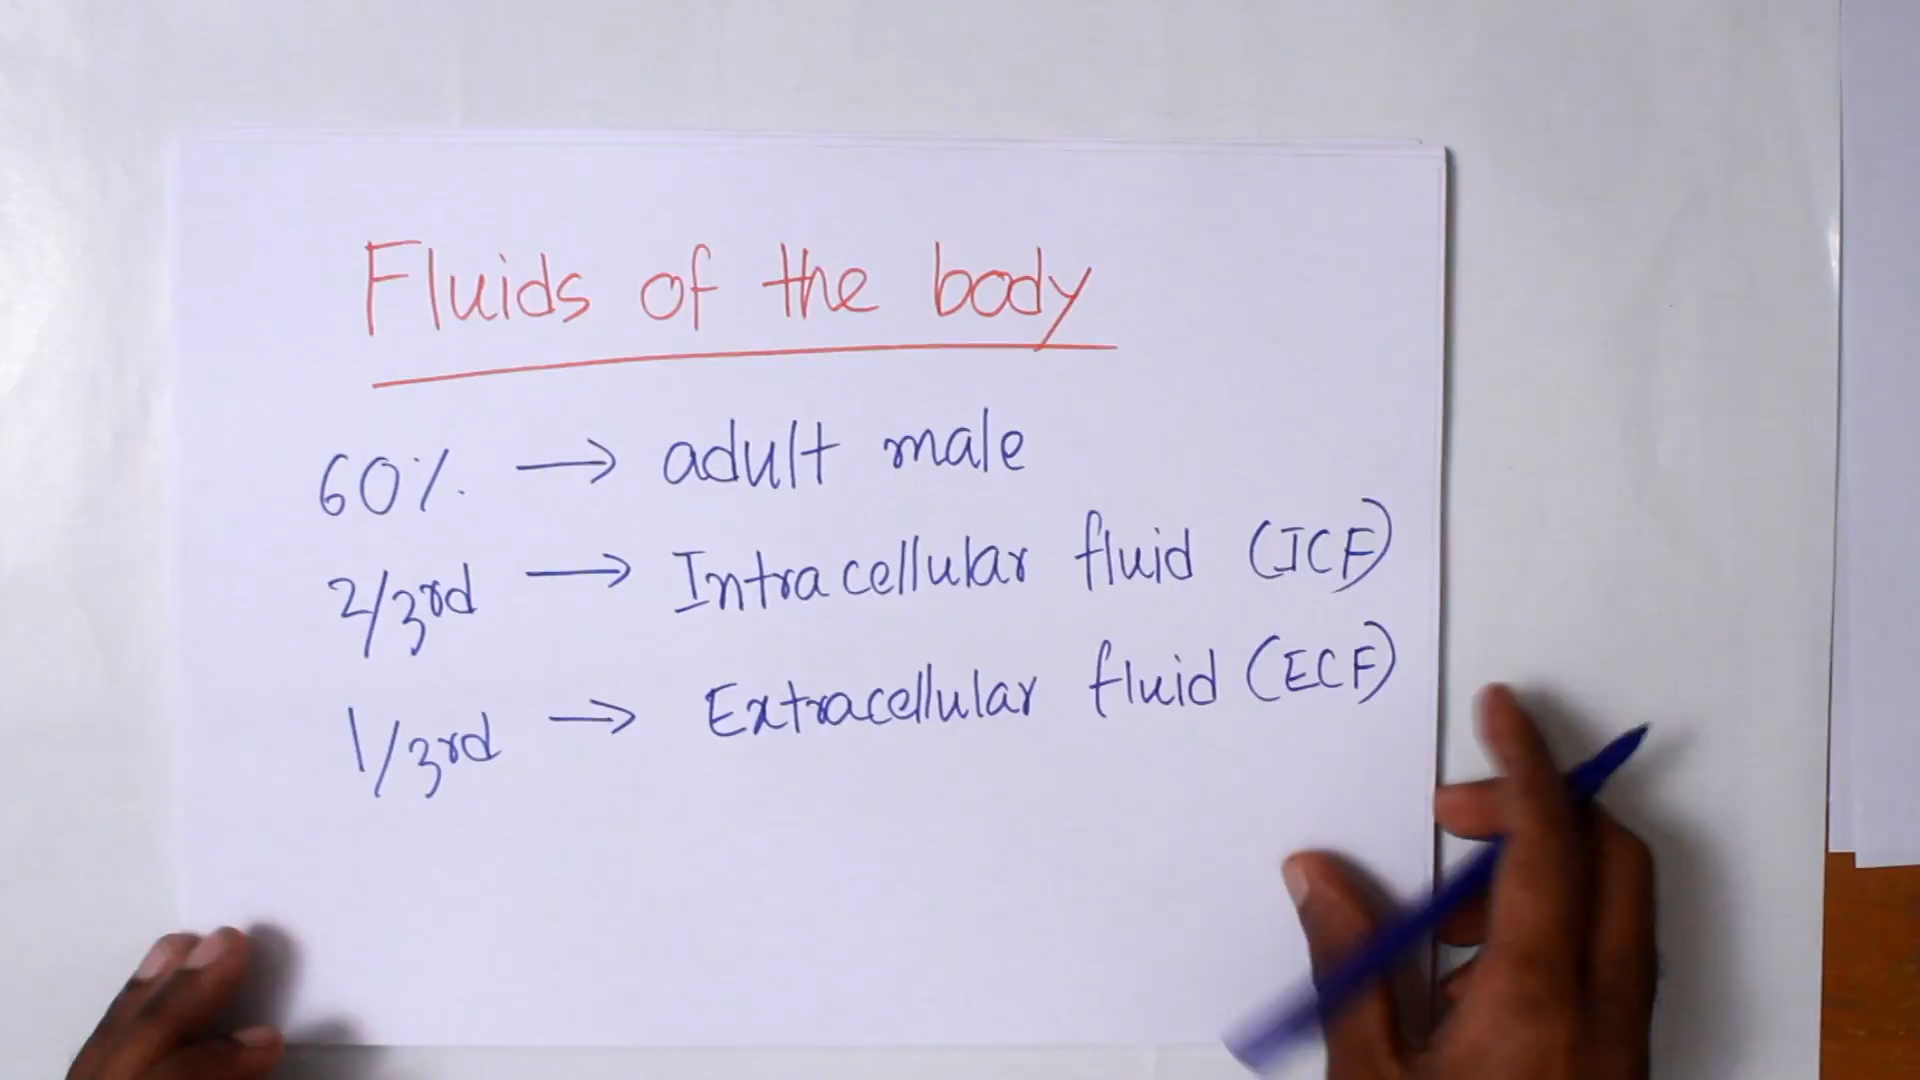 Fluids of the body
60% → adult male
2/3rd → Intracellular fluid (ICF)
1/3rd → Extracellular fluid (ECF)